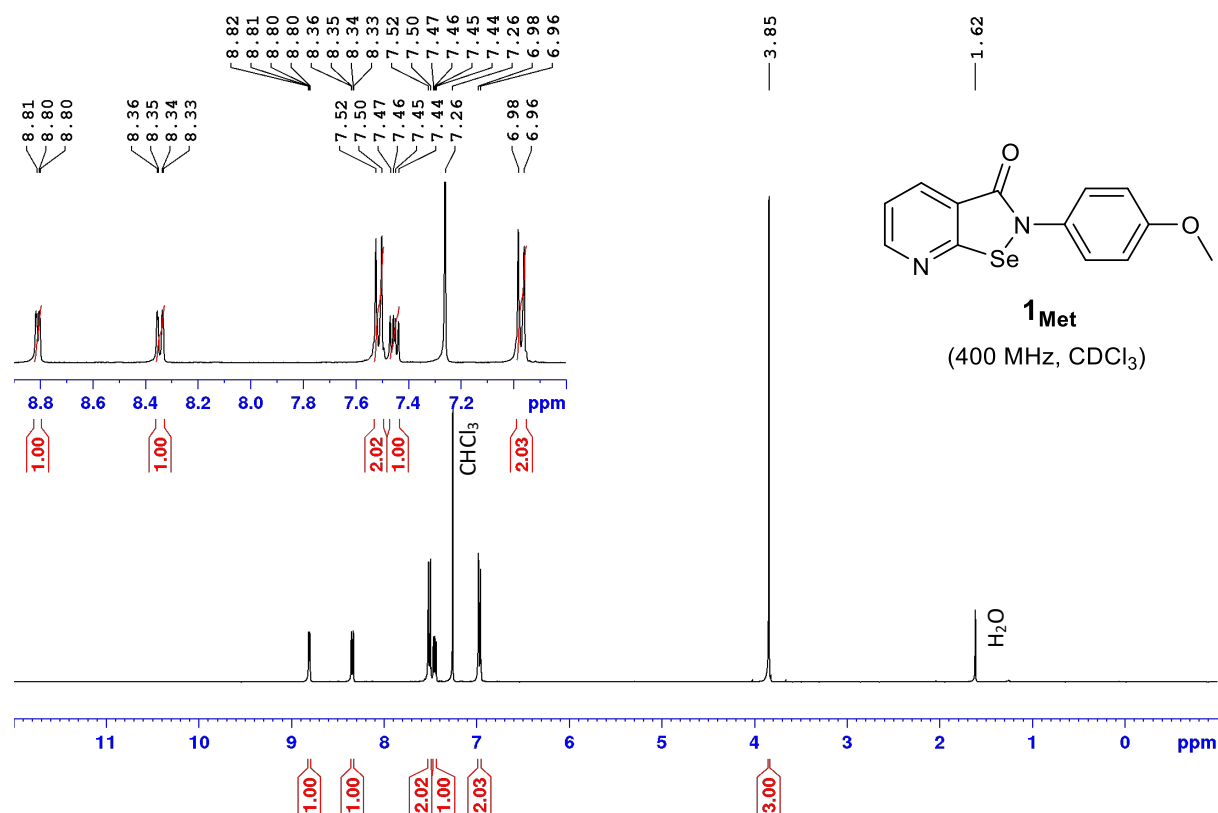 8.82 8.81 8.80 8.80 8.36 8.35 8.34 8.33 7.52 7.50 7.47 7.46 7.45 7.44 7.26 6.98 6.96
3.85
1.62
8.81 8.80 8.80
8.36 8.35 8.34 8.33
7.52 7.50 7.47 7.46 7.45 7.44 7.26
6.98 6.96
O
N
Se
N
O
1Met
(400 MHz, CDCl3)
8.8 8.6 8.4 8.2 8.0 7.8 7.6 7.4 7.2 ppm
1.00 1.00 2.02 1.00 2.03
CHCl3
H2O
11 10 9 8 7 6 5 4 3 2 1 0 ppm
1.00 1.00 2.02 1.00 2.03 3.00